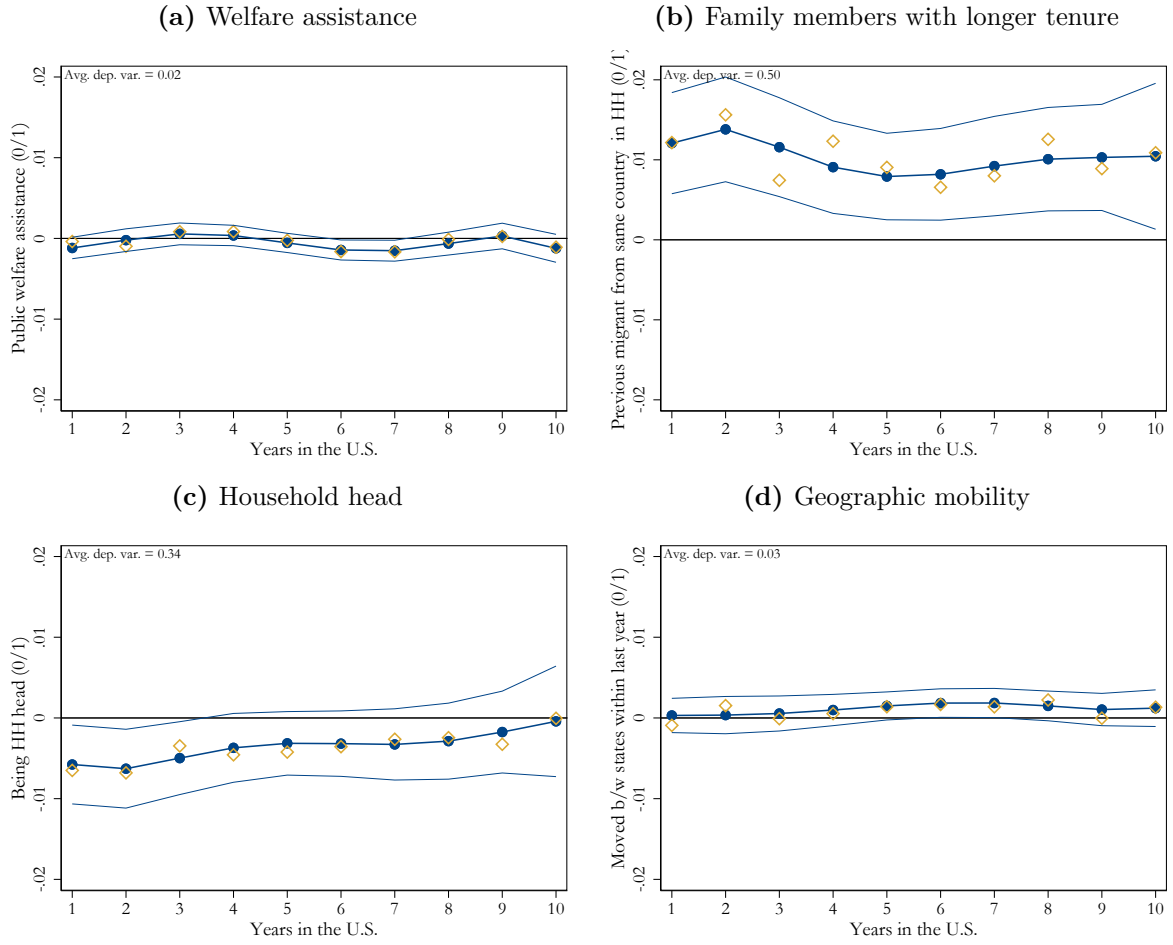 (a) Welfare assistance
Avg. dep. var. = 0.02
Public welfare assistance (0/1)
.02
.01
0
-.01
-.02
1 2 3 4 5 6 7 8 9 10
Years in the U.S.
(b) Family members with longer tenure
Avg. dep. var. = 0.50
Previous migrant from same country in HH (0/1)
.02
.01
0
-.01
-.02
1 2 3 4 5 6 7 8 9 10
Years in the U.S.
(c) Household head
Avg. dep. var. = 0.34
Being HH head (0/1)
.02
.01
0
-.01
-.02
1 2 3 4 5 6 7 8 9 10
Years in the U.S.
(d) Geographic mobility
Avg. dep. var. = 0.03
Moved b/w states within last year (0/1)
.02
.01
0
-.01
-.02
1 2 3 4 5 6 7 8 9 10
Years in the U.S.